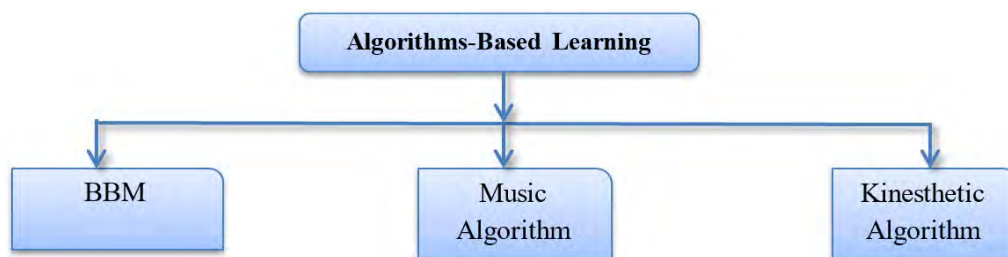 Algorithms-Based Learning
BBM
Music
Algorithm
Kinesthetic
Algorithm